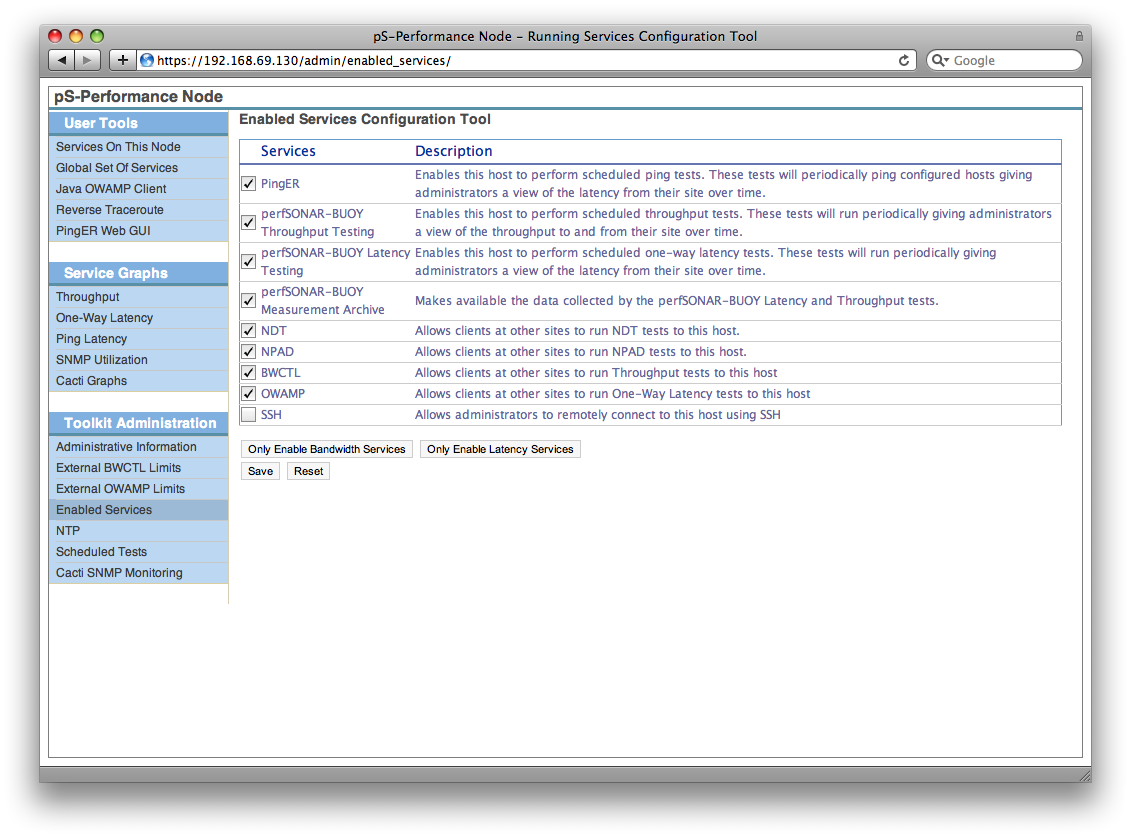 pS-Performance Node – Running Services Configuration Tool
https://192.168.69.130/admin/enabled_services/
Google
pS-Performance Node
User Tools
Services On This Node
Global Set Of Services
Java OWAMP Client
Reverse Traceroute
PingER Web GUI
Service Graphs
Throughput
One-Way Latency
Ping Latency
SNMP Utilization
Cacti Graphs
Toolkit Administration
Administrative Information
External BWCTL Limits
External OWAMP Limits
Enabled Services
NTP
Scheduled Tests
Cacti SNMP Monitoring
Enabled Services Configuration Tool
Services Description
PingER
Enables this host to perform scheduled ping tests. These tests will periodically ping configured hosts giving
administrators a view of the latency from their site over time.
perfSONAR-BUOY
Throughput Testing
Enables this host to perform scheduled throughput tests. These tests will run periodically giving administrators
a view of the throughput to and from their site over time.
perfSONAR-BUOY Latency
Testing
Enables this host to perform scheduled one-way latency tests. These tests will run periodically giving
administrators a view of the latency from their site over time.
perfSONAR-BUOY
Measurement Archive
Makes available the data collected by the perfSONAR-BUOY Latency and Throughput tests.
NDT Allows clients at other sites to run NDT tests to this host.
NPAD Allows clients at other sites to run NPAD tests to this host.
BWCTL Allows clients at other sites to run Throughput tests to this host
OWAMP Allows clients at other sites to run One-Way Latency tests to this host
SSH Allows administrators to remotely connect to this host using SSH
Only Enable Bandwidth Services Only Enable Latency Services
Save Reset